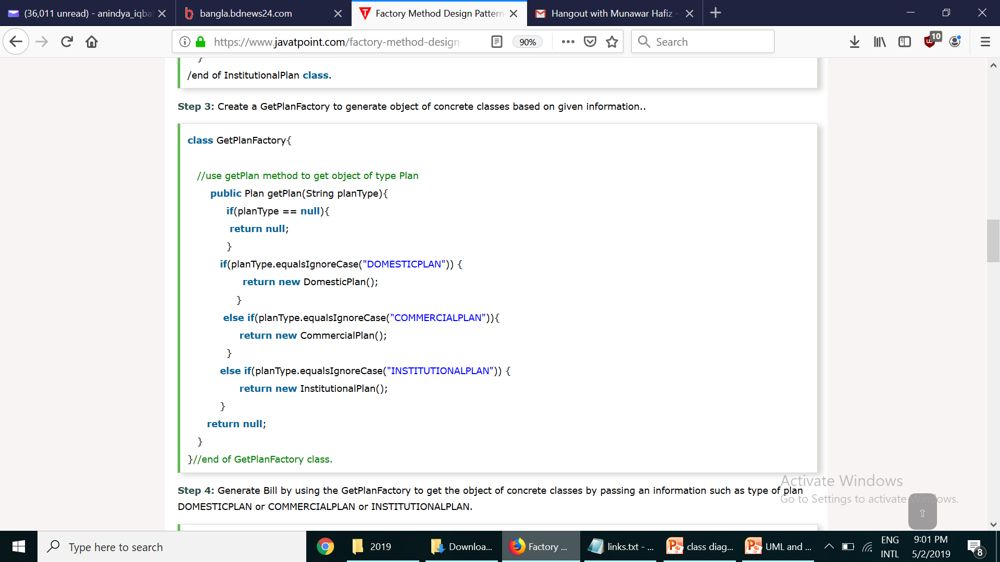 (36,011 unread) - anindya_iqba
bangla.bdnews24.com
Factory Method Design Pattern
Hangout with Munawar Hafiz -
https://www.javatpoint.com/factory-method-design-
90%
Search
10
}
/end of InstitutionalPlan class.
Step 3: Create a GetPlanFactory to generate object of concrete classes based on given information..
class GetPlanFactory{
//use getPlan method to get object of type Plan
public Plan getPlan(String planType){
if(planType == null){
return null;
}
if(planType.equalsIgnoreCase("DOMESTICPLAN")) {
return new DomesticPlan();
}
else if(planType.equalsIgnoreCase("COMMERCIALPLAN")){
return new CommercialPlan();
}
else if(planType.equalsIgnoreCase("INSTITUTIONALPLAN")) {
return new InstitutionalPlan();
}
return null;
}
}//end of GetPlanFactory class.
Step 4: Generate Bill by using the GetPlanFactory to get the object of concrete classes by passing an information such as type of plan
DOMESTICPLAN or COMMERCIALPLAN or INSTITUTIONALPLAN.
Activate Windows
Go to Settings to activate Windows.
Type here to search
2019
Downloa...
Factory ...
links.txt - ...
class diag...
UML and ...
ENG
INTL
9:01 PM
5/2/2019
8